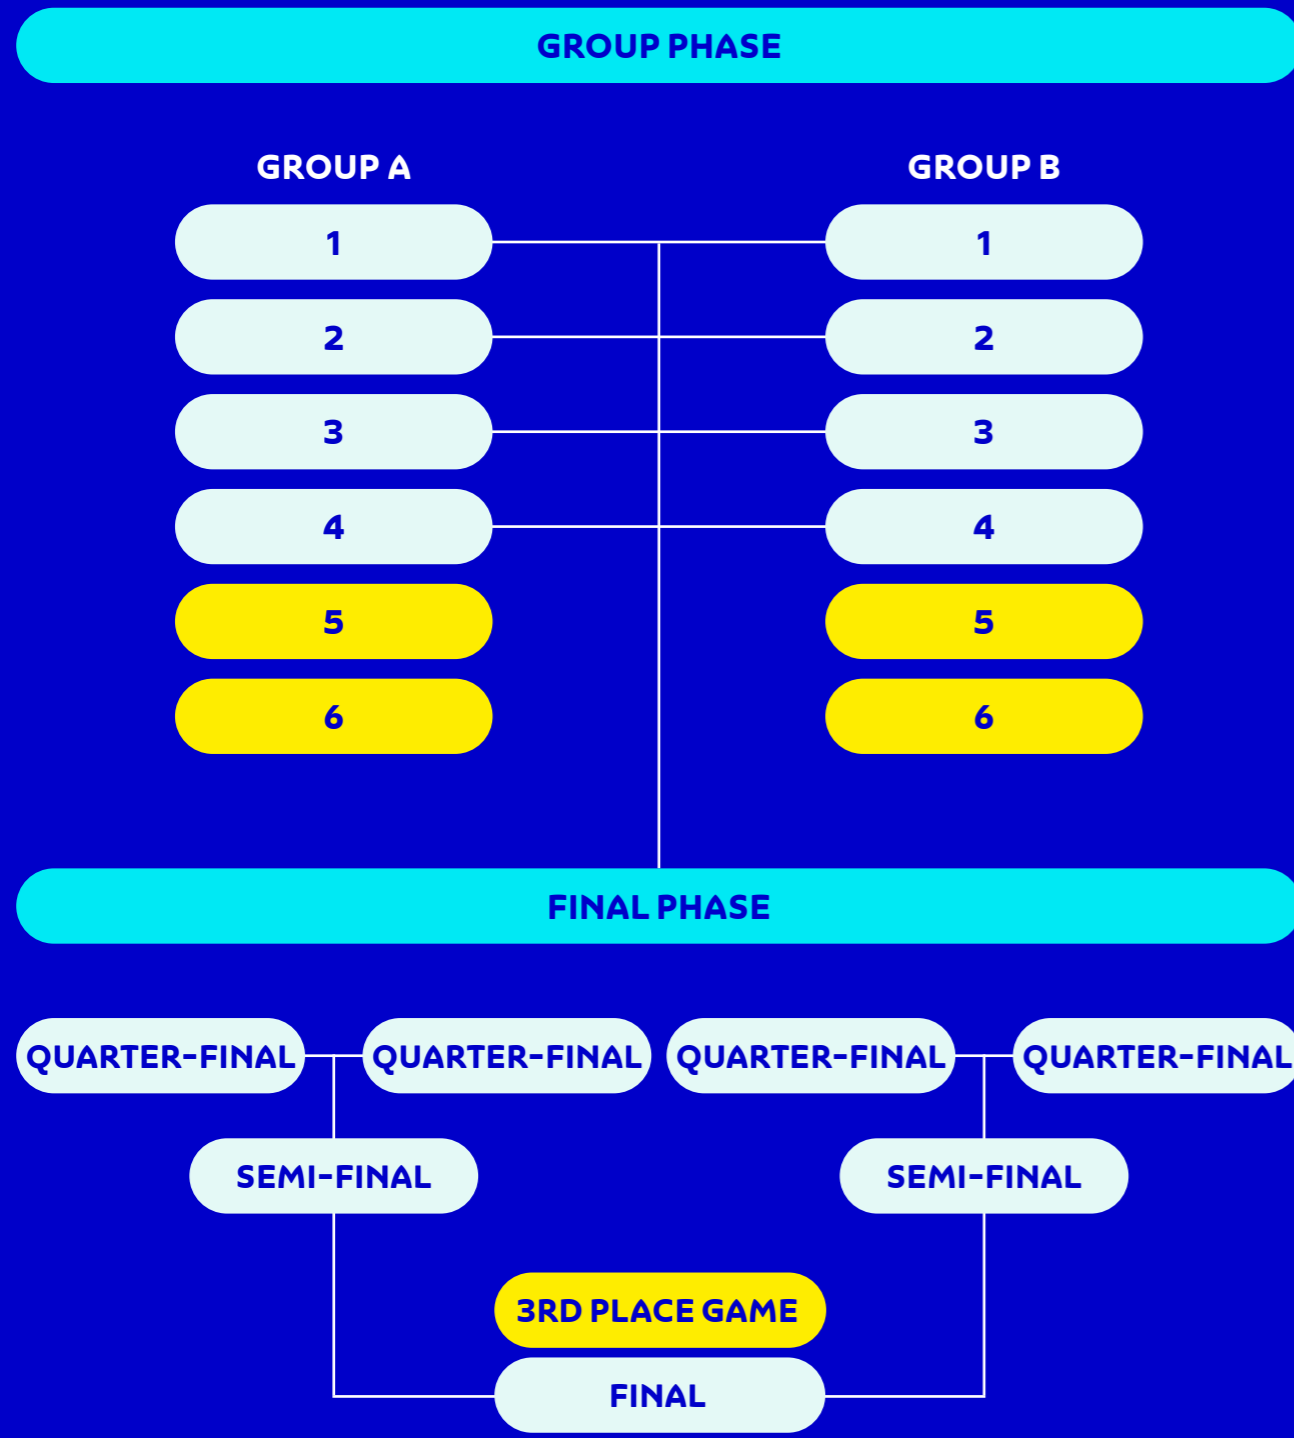 GROUP PHASE
GROUP A
GROUP B
1
1
2
2
3
3
4
4
5
5
6
6
FINAL PHASE
QUARTER-FINAL
QUARTER-FINAL
QUARTER-FINAL
QUARTER-FINAL
SEMI-FINAL
SEMI-FINAL
3RD PLACE GAME
FINAL